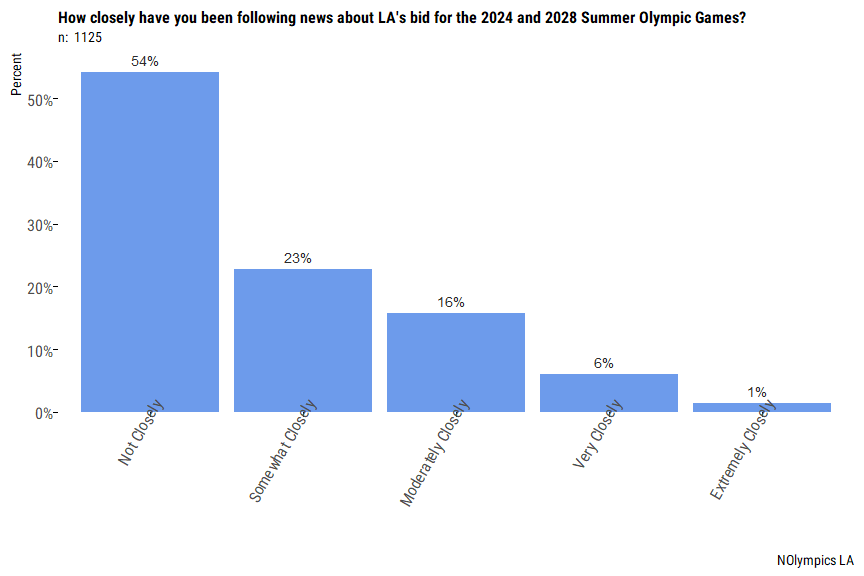 How closely have you been following news about LA's bid for the 2024 and 2028 Summer Olympic Games?
n: 1125
Percent
54%
50%
40%
30%
23%
20%
16%
10%
6%
1%
0%
Not Closely
Somewhat Closely
Moderately Closely
Very Closely
Extremely Closely
NOlympics LA